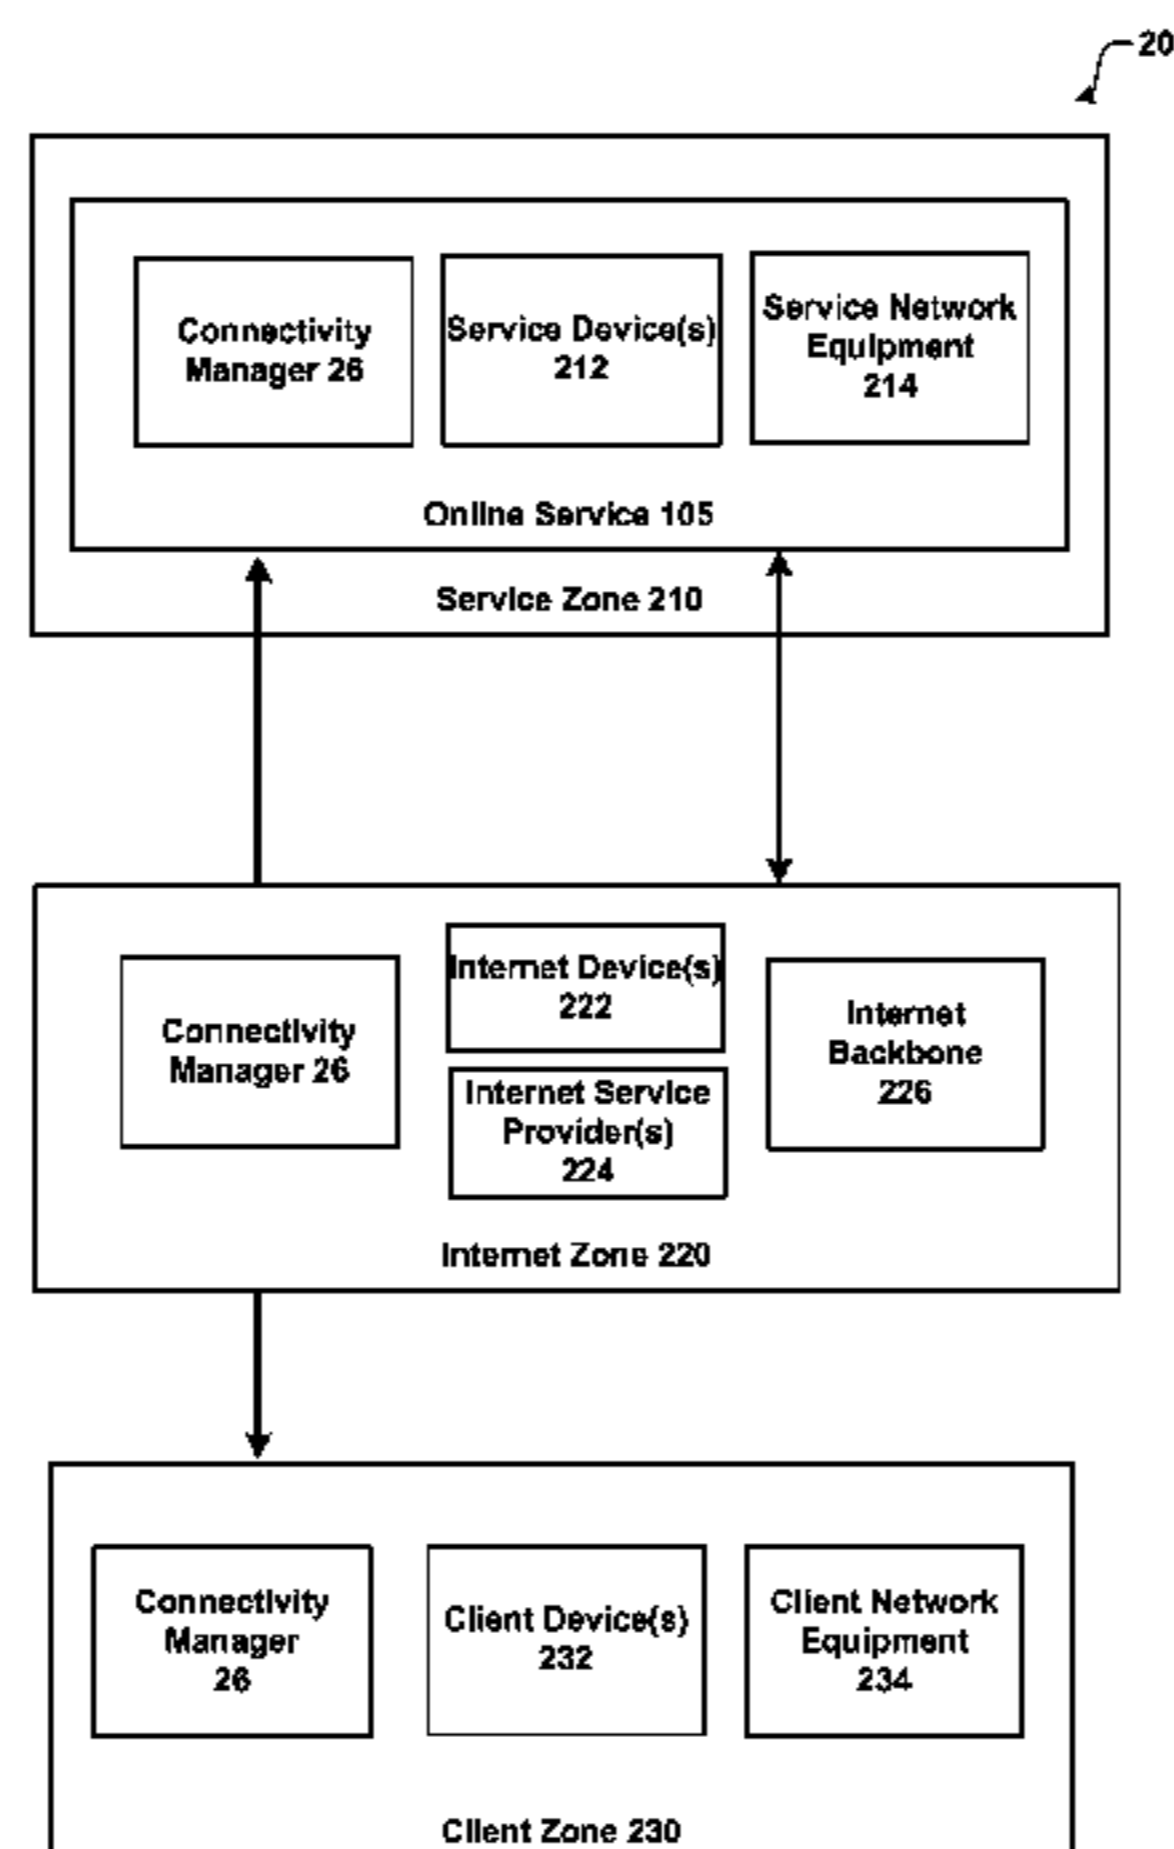 20
Connectivity
Manager 26
Service Device(s)
212
Service Network
Equipment
214
Online Service 105
Service Zone 210
Connectivity
Manager 26
Internet Device(s)
222
Internet Service
Provider(s)
224
Internet
Backbone
226
Internet Zone 220
Connectivity
Manager
26
Client Device(s)
232
Client Network
Equipment
234
Client Zone 230